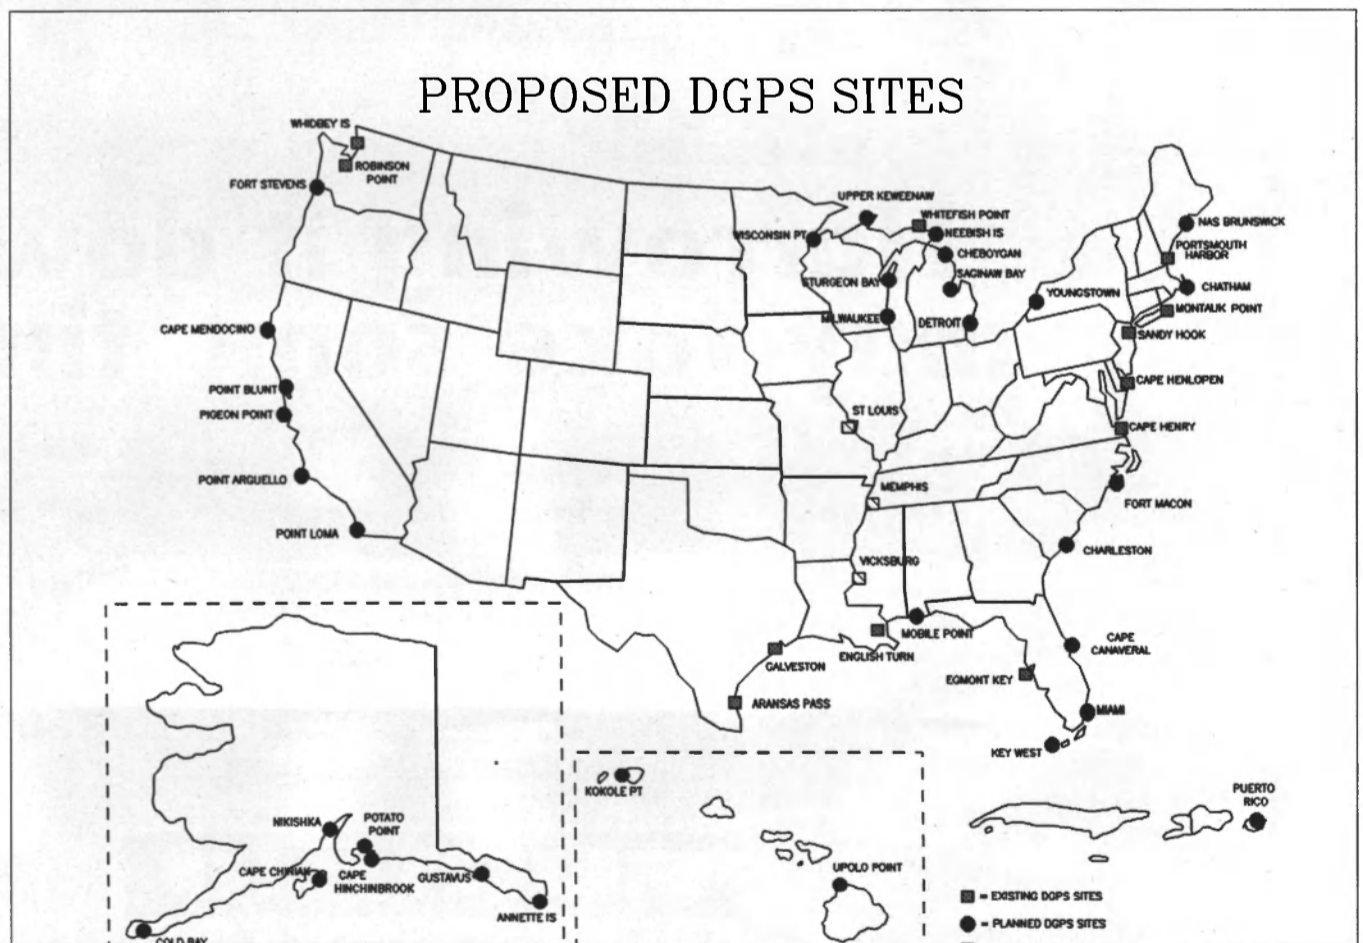 PROPOSED DGPS SITES
WHIDBEY IS
ROBINSON
POINT
FORT STEVENS
UPPER KEWEENAW
WHITEFISH POINT
WISCONSIN PT
NEEBISH IS
NAS BRUNSWICK
PORTSMOUTH
HARBOR
CHEBOYGAN
SAGINAW BAY
STURGEON BAY
YOUNGSTOWN
CHATHAM
MONTAUK POINT
MILWAUKEE
DETROIT
CAPE MENDOCINO
SANDY HOOK
POINT BLUNT
CAPE HENLOPEN
PIGEON POINT
ST LOUIS
CAPE HENRY
POINT ARGUELLO
MEMPHIS
FORT MACON
POINT LOMA
CHARLESTON
VICKSBURG
MOBILE POINT
CAPE
CANAVERAL
ENGLISH TURN
GALVESTON
EGMONT KEY
ARANSAS PASS
MIAMI
KEY WEST
KOKOLE PT
PUERTO
RICO
NIKISHKA
POTATO
POINT
CAPE CHINIAK
CAPE
HINCHINBROOK
GUSTAVUS
UPOLO POINT
ANNETTE IS
COLD BAY
= EXISTING DGPS SITES
= PLANNED DGPS SITES